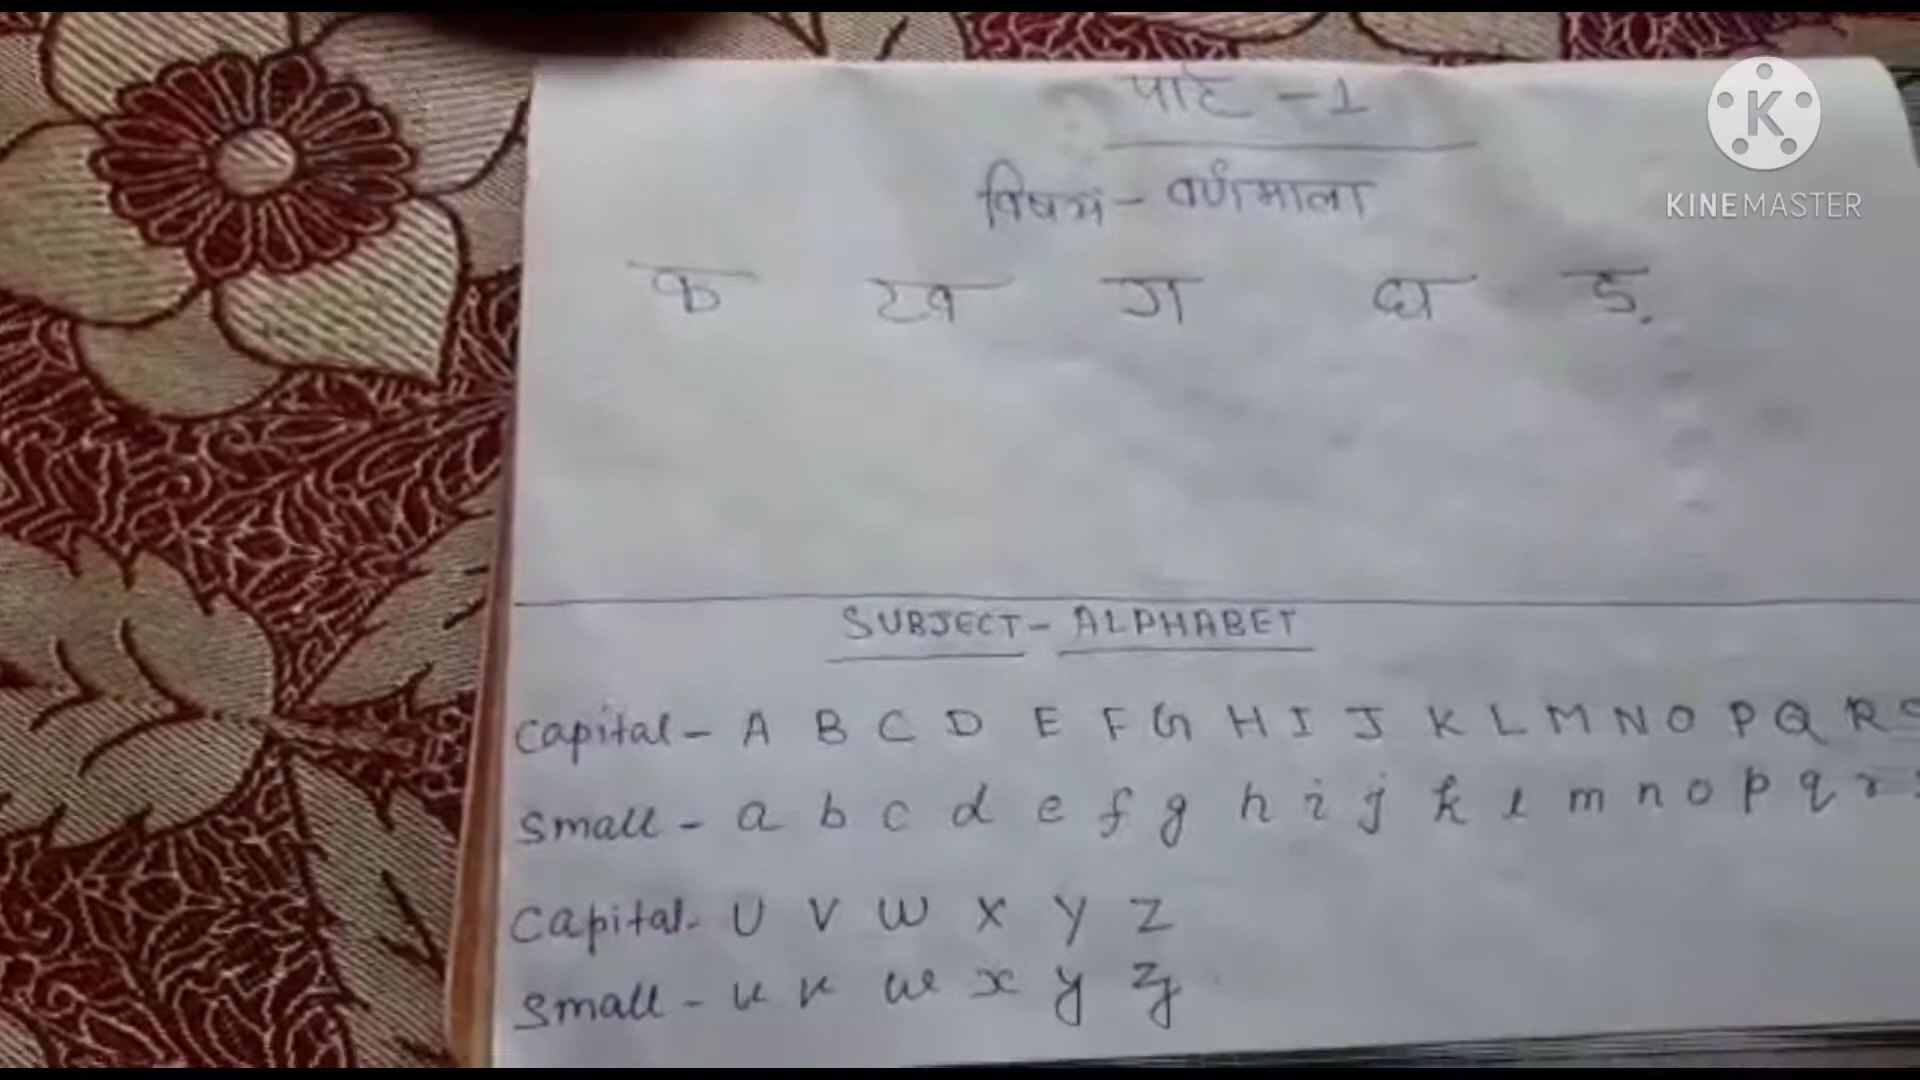 पाठ - 1
विषय - वर्णमाला
क ख ग घ ङ
SUBJECT - ALPHABET
Capital - A B C D E F G H I J K L M N O P Q R S
Small - a b c d e f g h i j k l m n o p q r
Capital - U V W X Y Z
Small - u v w x y z
KINEMASTER